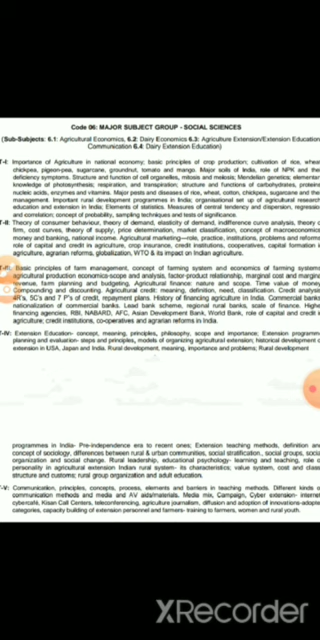 Code 06: MAJOR SUBJECT GROUP - SOCIAL SCIENCES
(Sub-Subjects: 6.1: Agricultural Economics, 6.2: Dairy Economics 6.3: Agriculture Extension/Extension Education
Communication 6.4: Dairy Extension Education)
T-I: Importance of Agriculture in national economy; basic principles of crop production; cultivation of rice, wheat
chickpea, pigeon-pea, sugarcane, groundnut, tomato and mango. Major soils of India, role of NPK and the
deficiency symptoms. Structure and function of cell organelles, mitosis and meiosis; Mendelian genetics; elementary
knowledge of photosynthesis; respiration, and transpiration; structure and functions of carbohydrates, proteins
nucleic acids, enzymes and vitamins. Major pests and diseases of rice, wheat, cotton, chickpea, sugarcane and the
management. Important rural development programmes in India; organisational set up of agricultural research
education and extension in India; Elements of statistics. Measures of central tendency and dispersion, regression
and correlation; concept of probability, sampling techniques and tests of significance.
T-II: Theory of consumer behaviour, theory of demand, elasticity of demand, indifference curve analysis, theory o
firm, cost curves, theory of supply, price determination, market classification, concept of macroeconomics
money and banking, national income. Agricultural marketing—role, practice, institutions, problems and reforms
role of capital and credit in agriculture, crop insurance, credit institutions, cooperatives, capital formation i
agriculture, agrarian reforms, globalization, WTO & its impact on Indian agriculture.
T-III: Basic principles of farm management, concept of farming system and economics of farming systems
agricultural production economics-scope and analysis, factor-product relationship, marginal cost and margina
revenue, farm planning and budgeting, Agricultural finance: nature and scope. Time value of money
Compounding and discounting. Agricultural credit: meaning, definition, need, classification. Credit analysis
4R's, 5C's and 7 P's of credit, repayment plans. History of financing agriculture in India. Commercial banks
nationalization of commercial banks. Lead bank scheme, regional rural banks, scale of finance. Highe
financing agencies, RBI, NABARD, AFC, Asian Development Bank, World Bank, role of capital and credit i
agriculture; credit institutions, co-operatives and agrarian reforms in India.
T-IV: Extension Education- concept, meaning, principles, philosophy, scope and importance; Extension programme
planning and evaluation- steps and principles, models of organizing agricultural extension; historical development o
extension in USA, Japan and India. Rural development, meaning, importance and problems; Rural development
programmes in India- Pre-independence era to recent ones; Extension teaching methods, definition and
concept of sociology, differences between rural & urban communities, social stratification., social groups, socia
organization and social change. Rural leadership, educational psychology- learning and teaching, role o
personality in agricultural extension Indian rural system- its characteristics; value system, cost and class
structure and customs; rural group organization and adult education.
T-V: Communication, principles, concepts, process, elements and barriers in teaching methods. Different kinds o
communication methods and media and AV aids/materials. Media mix, Campaign, Cyber extension- internet
cybercafé, Kisan Call Centers, teleconferencing, agriculture journalism, diffusion and adoption of innovations-adopte
categories, capacity building of extension personnel and farmers- training to farmers, women and rural youth.
XRecorder